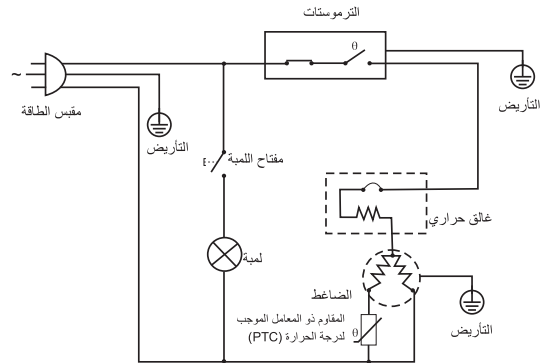 الترموستات
θ
~
مقبس الطاقة
التأريض
التأريض
مفتاح اللمبة
لمبة
غالق حراري
الضاغط
المقاوم ذو المعامل الموجب
لدرجة الحرارة (PTC)
θ
التأريض